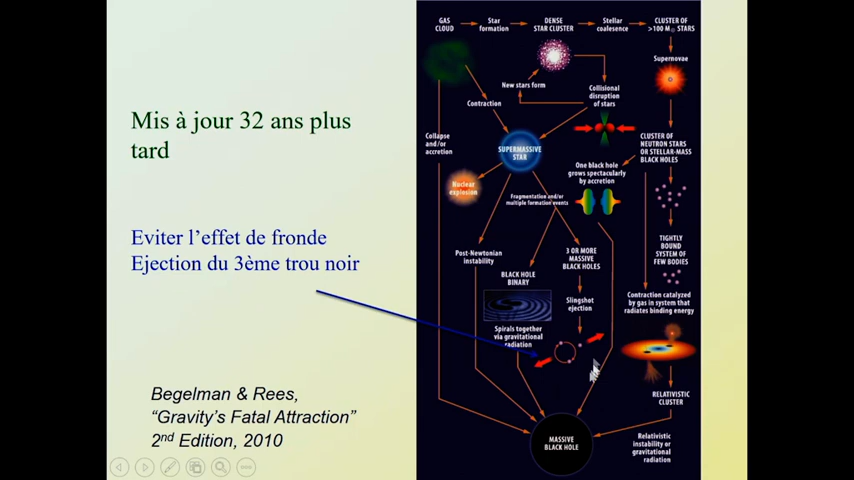 Mis à jour 32 ans plus
tard
Eviter l'effet de fronde
Ejection du 3ème trou noir
Begelman & Rees,
"Gravity's Fatal Attraction"
2nd Edition, 2010
GAS
CLOUD
Star
formation
DENSE
STAR CLUSTER
Stellar
coalesence
CLUSTER OF
>100 M☉ STARS
Supernovae
New stars form
Contraction
Collisional
disruption
of stars
Collapse
and/or
accretion
SUPERMASSIVE
STAR
CLUSTER OF
NEUTRON STARS
OR STELLAR-MASS
BLACK HOLES
One black hole
grows spectacularly
by accretion
Nuclear
explosion
Fragmentation and/or
multiple formation events
Post-Newtonian
instability
3 OR MORE
MASSIVE
BLACK HOLES
TIGHTLY
BOUND
SYSTEM OF
FEW BODIES
BLACK HOLE
BINARY
Slingshot
ejection
Contraction catalyzed
by gas in system that
radiates binding energy
Spirals together
via gravitational
radiation
RELATIVISTIC
CLUSTER
MASSIVE
BLACK HOLE
Relativistic
instability or
gravitational
radiation